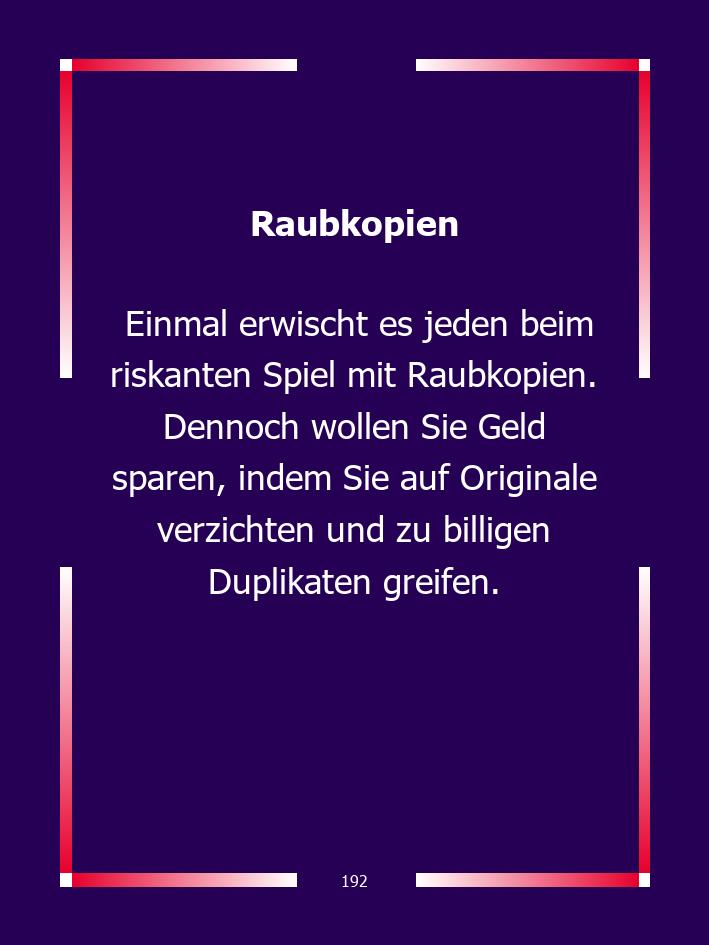 Raubkopien
Einmal erwischt es jeden beim
riskanten Spiel mit Raubkopien.
Dennoch wollen Sie Geld
sparen, indem Sie auf Originale
verzichten und zu billigen
Duplikaten greifen.
192